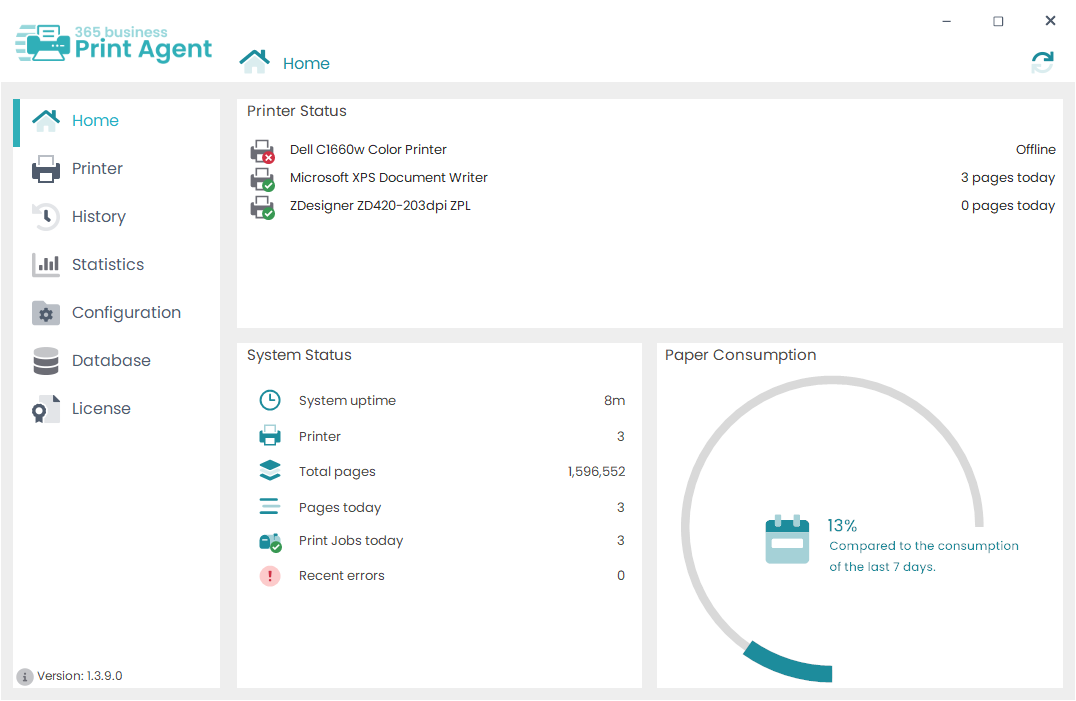 365 business
Print Agent
Home
Home
Printer
History
Statistics
Configuration
Database
License
Version: 1.3.9.0
Printer Status
Dell C1660w Color Printer Offline
Microsoft XPS Document Writer 3 pages today
ZDesigner ZD420-203dpi ZPL 0 pages today
System Status
System uptime 8m
Printer 3
Total pages 1,596,552
Pages today 3
Print Jobs today 3
Recent errors 0
Paper Consumption
13%
Compared to the consumption
of the last 7 days.